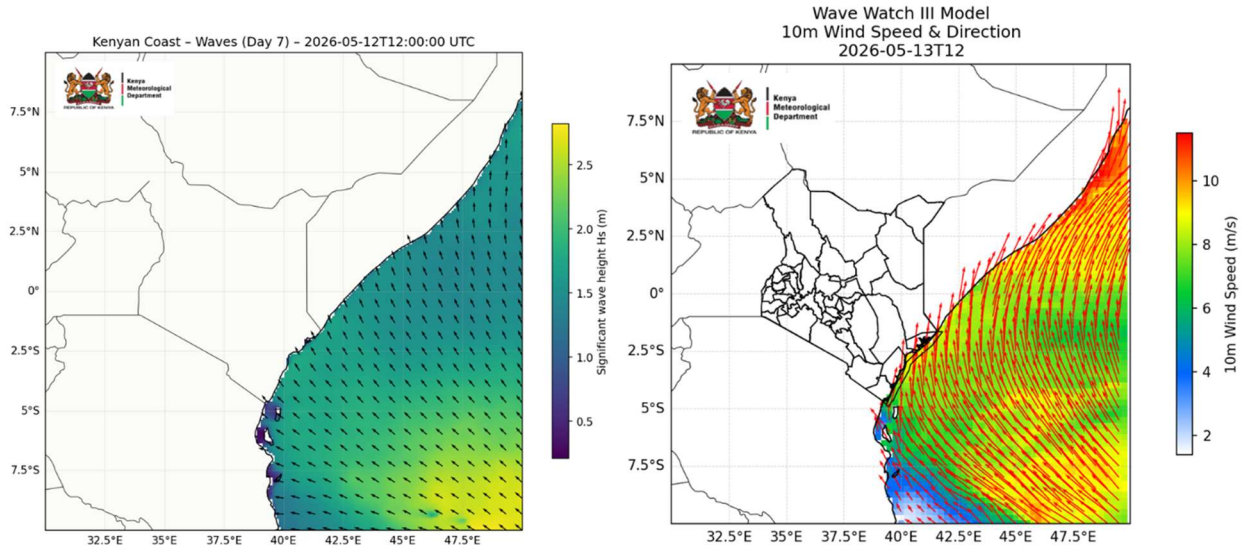 Kenyan Coast – Waves (Day 7) – 2026-05-12T12:00:00 UTC
REPUBLIC OF KENYA
Kenya
Meteorological
Department
7.5°N
5°N
2.5°N
0°
2.5°S
5°S
7.5°S
32.5°E
35°E
37.5°E
40°E
42.5°E
45°E
47.5°E
2.5
2.0
1.5
1.0
0.5
Significant wave height Hs (m)
Wave Watch III Model
10m Wind Speed & Direction
2026-05-13T12
REPUBLIC OF KENYA
Kenya
Meteorological
Department
7.5°N
5°N
2.5°N
0°
2.5°S
5°S
7.5°S
32.5°E
35°E
37.5°E
40°E
42.5°E
45°E
47.5°E
10
8
6
4
2
10m Wind Speed (m/s)